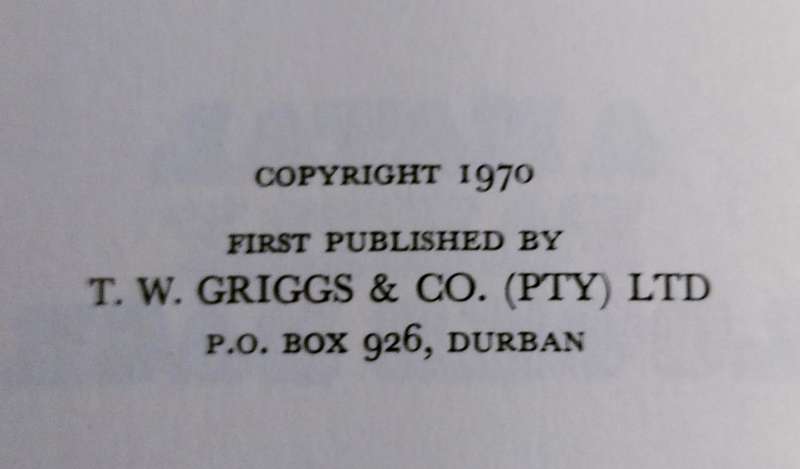 COPYRIGHT 1970
FIRST PUBLISHED BY
T. W. GRIGGS & CO. (PTY) LTD
P.O. BOX 926, DURBAN